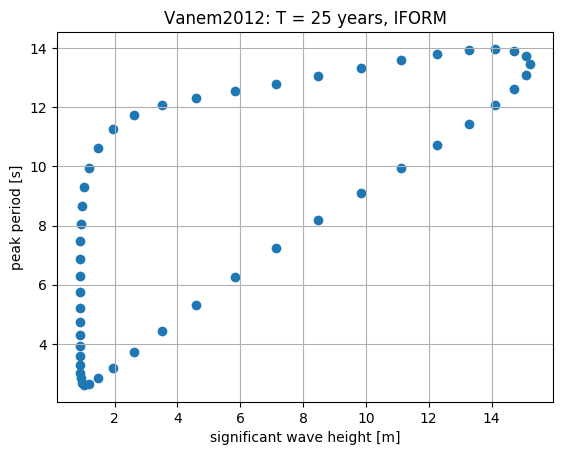 Vanem2012: T = 25 years, IFORM
peak period [s]
14
12
10
8
6
4
2 4 6 8 10 12 14
significant wave height [m]